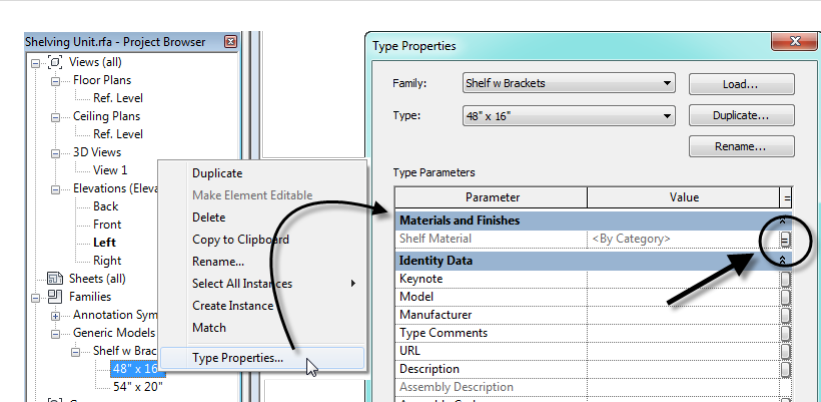 Shelving Unit.rfa - Project Browser
Views (all)
Floor Plans
Ref. Level
Ceiling Plans
Ref. Level
3D Views
View 1
Elevations (Eleva
Back
Front
Left
Right
Sheets (all)
Families
Annotation Sym
Generic Models
Shelf w Brac
48" x 16"
54" x 20"
Duplicate
Make Element Editable
Delete
Copy to Clipboard
Rename...
Select All Instances
Create Instance
Match
Type Properties...
Type Properties
Family: Shelf w Brackets Load...
Type: 48" x 16" Duplicate...
Rename...
Type Parameters
Parameter Value =
Materials and Finishes
Shelf Material <By Category> =
Identity Data
Keynote
Model
Manufacturer
Type Comments
URL
Description
Assembly Description